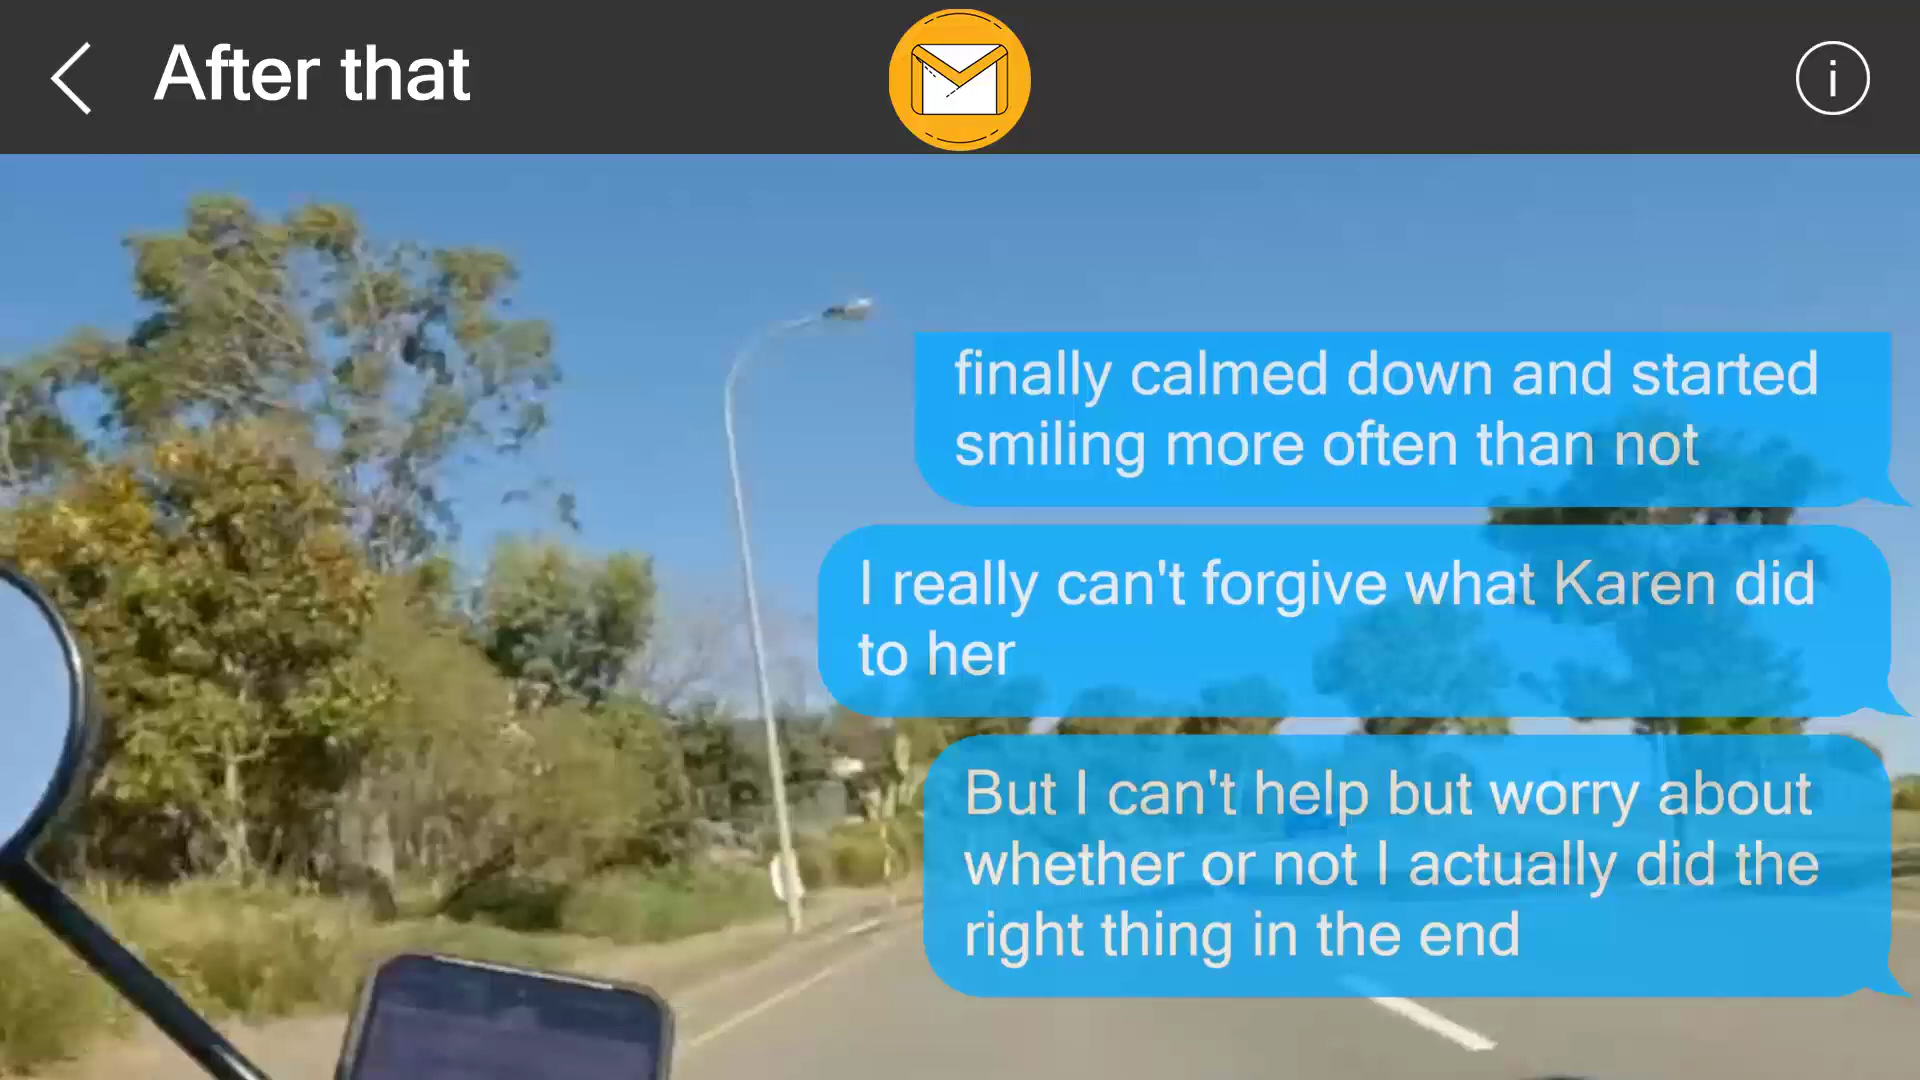 After that
i
finally calmed down and started
smiling more often than not
I really can't forgive what Karen did
to her
But I can't help but worry about
whether or not I actually did the
right thing in the end